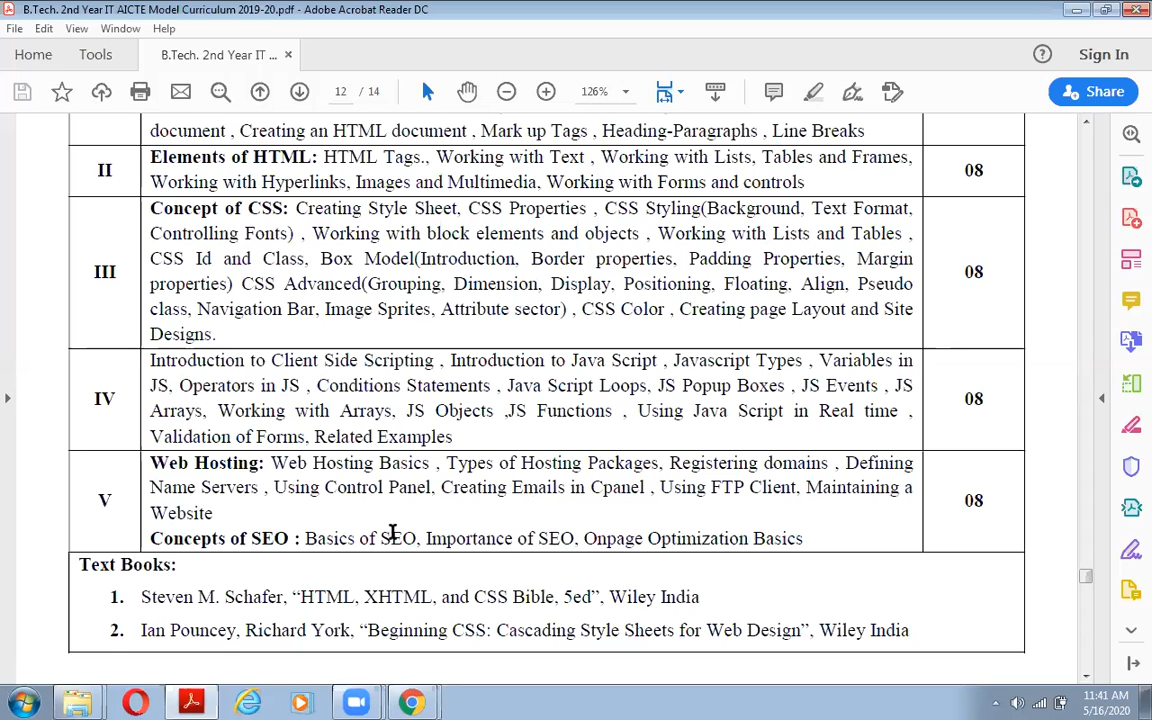 B.Tech. 2nd Year IT AICTE Model Curriculum 2019-20.pdf - Adobe Acrobat Reader DC
File Edit View Window Help
Home Tools B.Tech. 2nd Year IT ... × Sign In
12 / 14 126% Share
document , Creating an HTML document , Mark up Tags , Heading-Paragraphs , Line Breaks
II Elements of HTML: HTML Tags., Working with Text , Working with Lists, Tables and Frames, 08
Working with Hyperlinks, Images and Multimedia, Working with Forms and controls
Concept of CSS: Creating Style Sheet, CSS Properties , CSS Styling(Background, Text Format,
Controlling Fonts) , Working with block elements and objects , Working with Lists and Tables ,
III CSS Id and Class, Box Model(Introduction, Border properties, Padding Properties, Margin 08
properties) CSS Advanced(Grouping, Dimension, Display, Positioning, Floating, Align, Pseudo
class, Navigation Bar, Image Sprites, Attribute sector) , CSS Color , Creating page Layout and Site
Designs.
Introduction to Client Side Scripting , Introduction to Java Script , Javascript Types , Variables in
IV JS, Operators in JS , Conditions Statements , Java Script Loops, JS Popup Boxes , JS Events , JS 08
Arrays, Working with Arrays, JS Objects ,JS Functions , Using Java Script in Real time ,
Validation of Forms, Related Examples
Web Hosting: Web Hosting Basics , Types of Hosting Packages, Registering domains , Defining
V Name Servers , Using Control Panel, Creating Emails in Cpanel , Using FTP Client, Maintaining a 08
Website
Concepts of SEO : Basics of SEO, Importance of SEO, Onpage Optimization Basics
Text Books:
1. Steven M. Schafer, “HTML, XHTML, and CSS Bible, 5ed”, Wiley India
2. Ian Pouncey, Richard York, “Beginning CSS: Cascading Style Sheets for Web Design”, Wiley India
11:41 AM
5/16/2020